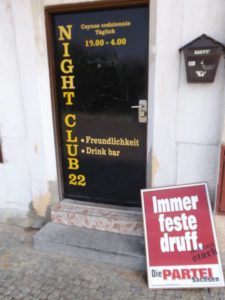 NIGHT CLUB 22
Czynne codziennie
Täglich
19.00 - 4.00
• Freundlichkeit
• Drink bar
Immer
feste
druff.
stark
Die PARTEI
Sachsen